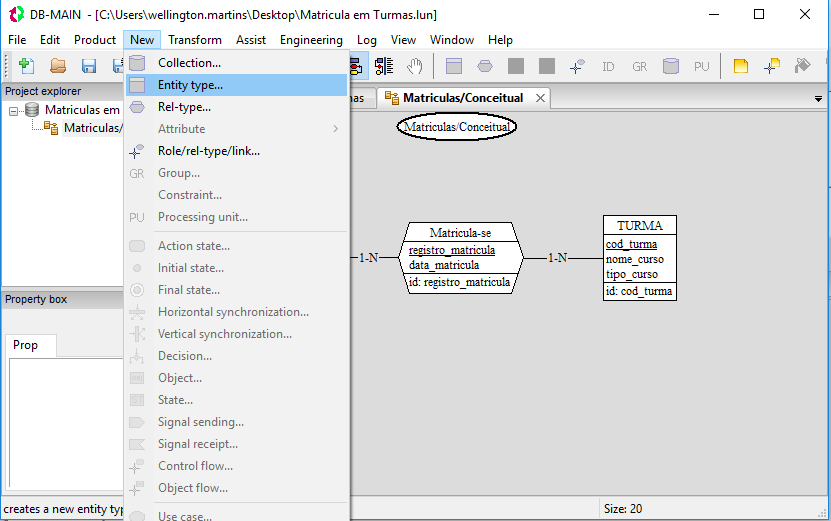 DB-MAIN - [C:\Users\wellington.martins\Desktop\Matricula em Turmas.lun]
File Edit Product New Transform Assist Engineering Log View Window Help
ID GR PU
Project explorer
Matriculas em
Matriculas/
Property box
Prop
Collection...
Entity type...
Rel-type...
Attribute
Role/rel-type/link...
GR Group...
Constraint...
PU Processing unit...
Action state...
Initial state...
Final state...
Horizontal synchronization...
Vertical synchronization...
Decision...
Object...
State...
Signal sending...
Signal receipt...
Control flow...
Object flow...
Use case...
nas
Matriculas/Conceitual
Matriculas/Conceitual
1-N
Matricula-se
registro_matricula
data_matricula
id: registro_matricula
1-N
TURMA
cod_turma
nome_curso
tipo_curso
id: cod_turma
creates a new entity typ
Size: 20